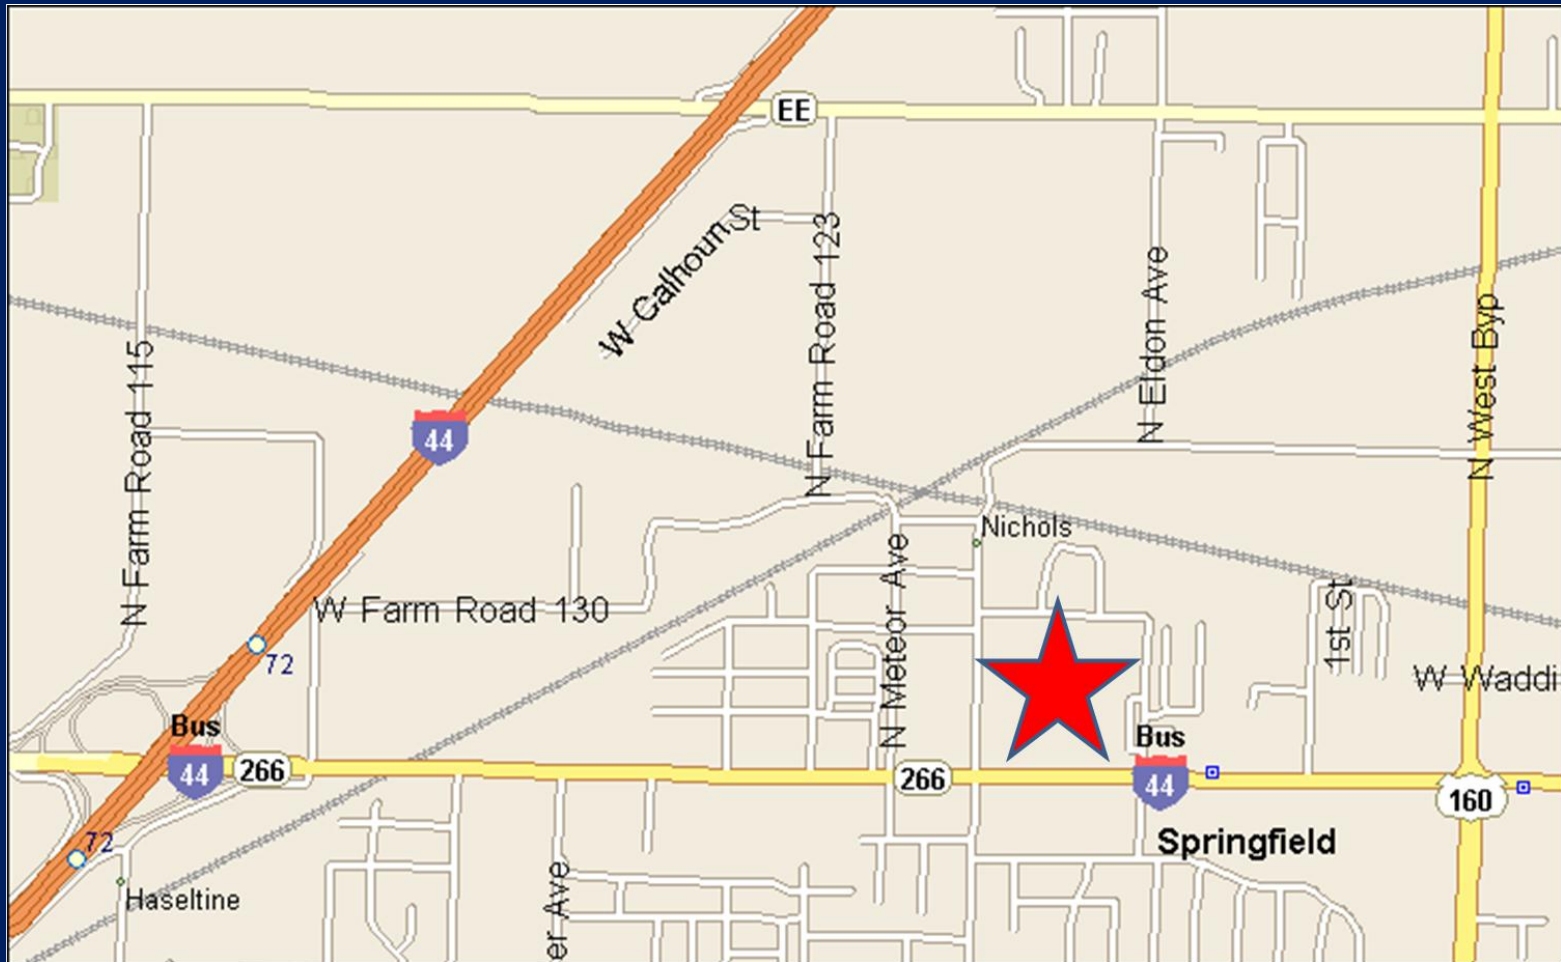 EE
W Calhoun St
N Farm Road 123
N Eldon Ave
N West Byp
N Farm Road 115
44
Nichols
N Meteor Ave
W Farm Road 130
1st St
72
W Waddi
Bus
44
266
266
Bus
44
160
72
Springfield
Haseltine
er Ave